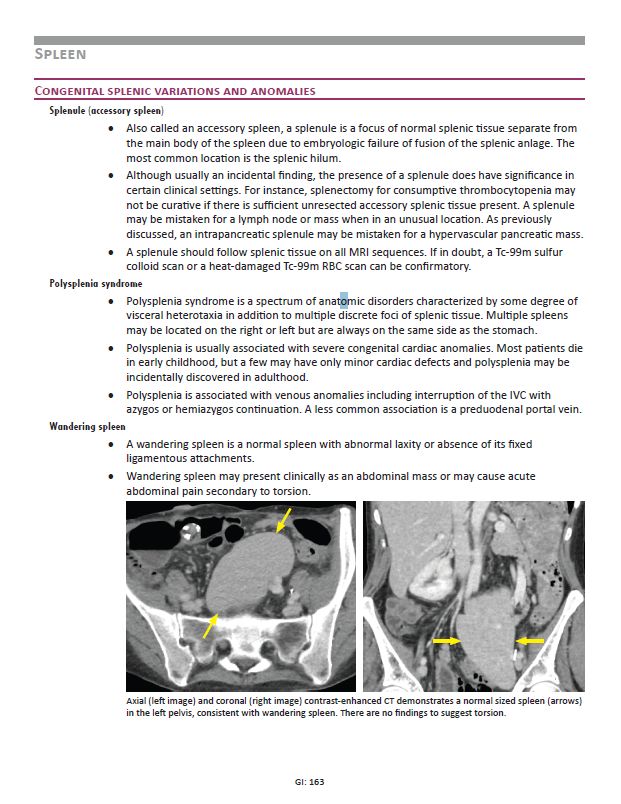 SPLEEN
CONGENITAL SPLENIC VARIATIONS AND ANOMALIES
Splenule (accessory spleen)
• Also called an accessory spleen, a splenule is a focus of normal splenic tissue separate from
the main body of the spleen due to embryologic failure of fusion of the splenic anlage. The
most common location is the splenic hilum.
• Although usually an incidental finding, the presence of a splenule does have significance in
certain clinical settings. For instance, splenectomy for consumptive thrombocytopenia may
not be curative if there is sufficient unresected accessory splenic tissue present. A splenule
may be mistaken for a lymph node or mass when in an unusual location. As previously
discussed, an intrapancreatic splenule may be mistaken for a hypervascular pancreatic mass.
• A splenule should follow splenic tissue on all MRI sequences. If in doubt, a Tc-99m sulfur
colloid scan or a heat-damaged Tc-99m RBC scan can be confirmatory.
Polysplenia syndrome
• Polysplenia syndrome is a spectrum of anatomic disorders characterized by some degree of
visceral heterotaxia in addition to multiple discrete foci of splenic tissue. Multiple spleens
may be located on the right or left but are always on the same side as the stomach.
• Polysplenia is usually associated with severe congenital cardiac anomalies. Most patients die
in early childhood, but a few may have only minor cardiac defects and polysplenia may be
incidentally discovered in adulthood.
• Polysplenia is associated with venous anomalies including interruption of the IVC with
azygos or hemiazygos continuation. A less common association is a preduodenal portal vein.
Wandering spleen
• A wandering spleen is a normal spleen with abnormal laxity or absence of its fixed
ligamentous attachments.
• Wandering spleen may present clinically as an abdominal mass or may cause acute
abdominal pain secondary to torsion.
Axial (left image) and coronal (right image) contrast-enhanced CT demonstrates a normal sized spleen (arrows)
in the left pelvis, consistent with wandering spleen. There are no findings to suggest torsion.
GI: 163